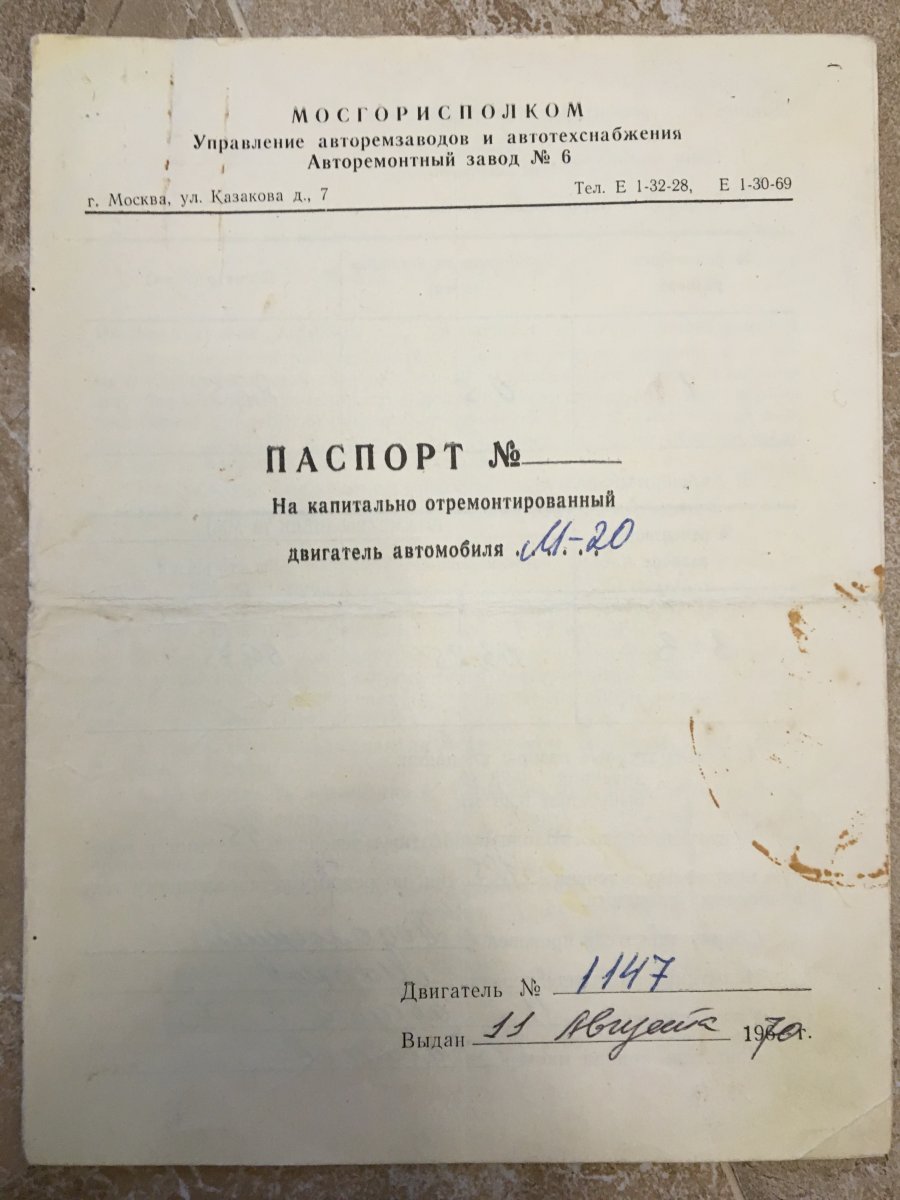 МОСГОРИСПОЛКОМ
Управление авторемзаводов и автотехснабжения
Авторемонтный завод № 6
г. Москва, ул. Казакова д., 7 Тел. Е 1-32-28, Е 1-30-69
ПАСПОРТ №
На капитально отремонтированный
двигатель автомобиля М-20
Двигатель № 1147
Выдан 11 Августа 1970 г.